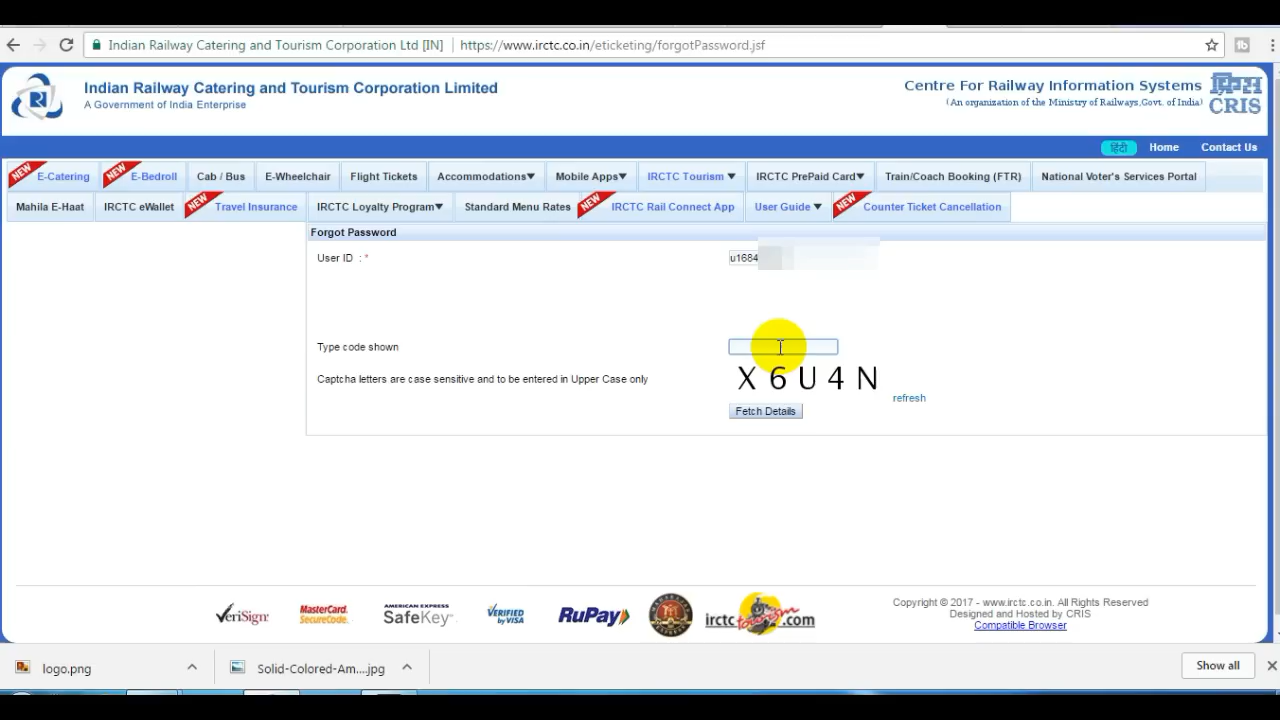 Indian Railway Catering and Tourism Corporation Ltd [IN] https://www.irctc.co.in/eticketing/forgotPassword.jsf
Indian Railway Catering and Tourism Corporation Limited
A Government of India Enterprise
Centre For Railway Information Systems
(An organization of the Ministry of Railways,Govt. of India)
CRIS
हिंदी Home Contact Us
NEW E-Catering NEW E-Bedroll Cab / Bus E-Wheelchair Flight Tickets Accommodations▼ Mobile Apps▼ IRCTC Tourism ▼ IRCTC PrePaid Card▼ Train/Coach Booking (FTR) National Voter's Services Portal
Mahila E-Haat IRCTC eWallet NEW Travel Insurance IRCTC Loyalty Program▼ Standard Menu Rates NEW IRCTC Rail Connect App User Guide ▼ NEW Counter Ticket Cancellation
Forgot Password
User ID : * u1684
Type code shown
Captcha letters are case sensitive and to be entered in Upper Case only X 6 U 4 N
refresh
Fetch Details
VeriSign MasterCard. SecureCode. AMERICAN EXPRESS SafeKey VERIFIED by VISA RuPay irctc tourism .com
Copyright © 2017 - www.irctc.co.in. All Rights Reserved
Designed and Hosted by CRIS
Compatible Browser
logo.png Solid-Colored-Am....jpg Show all